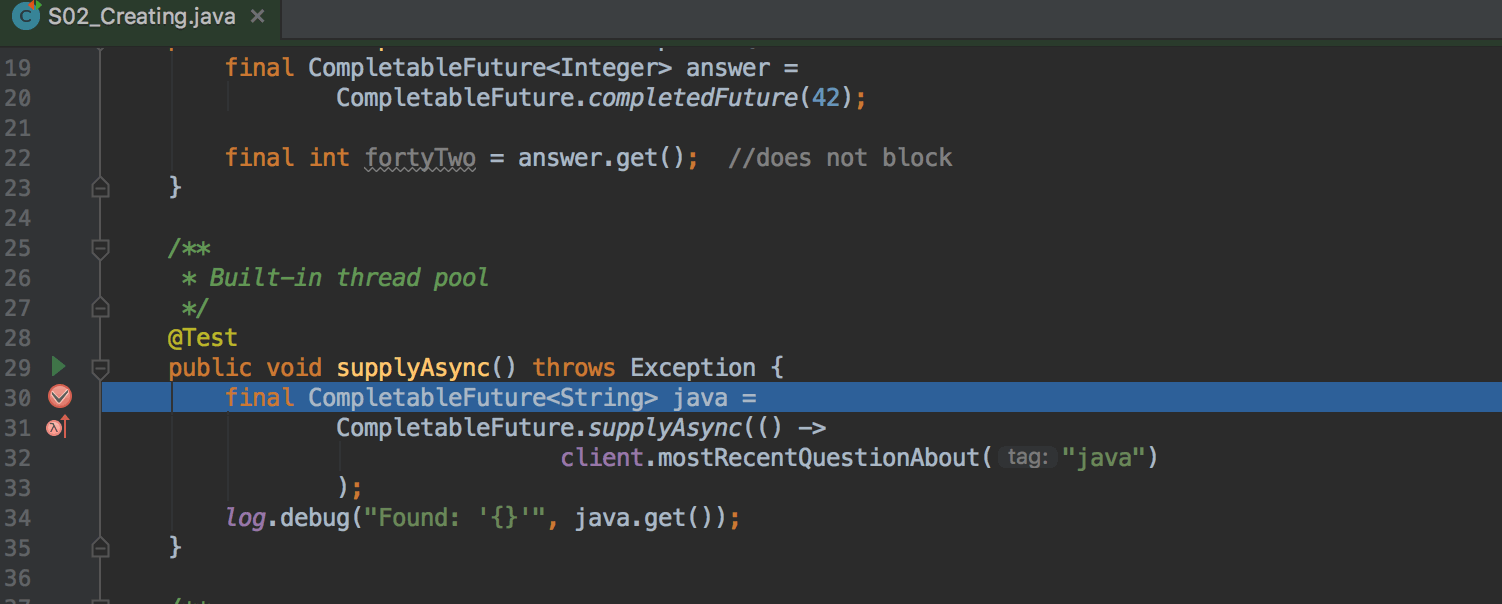 S02_Creating.java
19 final CompletableFuture<Integer> answer =
20 CompletableFuture.completedFuture(42);
21
22 final int fortyTwo = answer.get();  //does not block
23 }
24
25 /**
26 * Built-in thread pool
27 */
28 @Test
29 public void supplyAsync() throws Exception {
30 final CompletableFuture<String> java =
31 CompletableFuture.supplyAsync(() ->
32 client.mostRecentQuestionAbout( tag: "java")
33 );
34 log.debug("Found: '{}'", java.get());
35 }
36